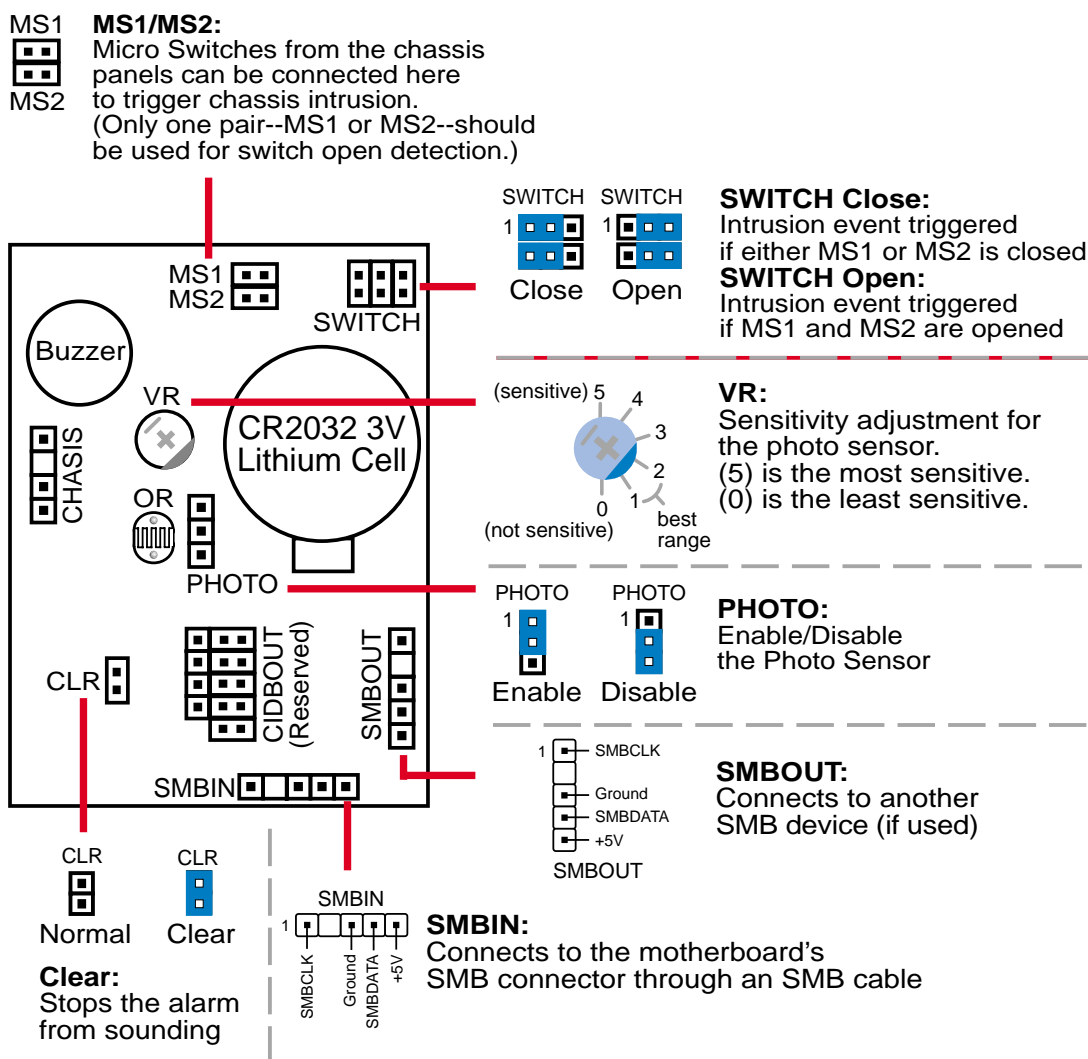 MS1
MS2
MS1/MS2:
Micro Switches from the chassis
panels can be connected here
to trigger chassis intrusion.
(Only one pair--MS1 or MS2--should
be used for switch open detection.)
MS1
MS2
SWITCH
Buzzer
VR
CR2032 3V
Lithium Cell
CHASIS
OR
PHOTO
CLR
CIDBOUT
(Reserved)
SMBOUT
SMBIN
SWITCH
1
Close
SWITCH
1
Open
SWITCH Close:
Intrusion event triggered
if either MS1 or MS2 is closed
SWITCH Open:
Intrusion event triggered
if MS1 and MS2 are opened
(sensitive) 5
4
3
2
1
0
(not sensitive)
best
range
VR:
Sensitivity adjustment for
the photo sensor.
(5) is the most sensitive.
(0) is the least sensitive.
PHOTO
1
Enable
PHOTO
1
Disable
PHOTO:
Enable/Disable
the Photo Sensor
1
SMBCLK
Ground
SMBDATA
+5V
SMBOUT
SMBOUT:
Connects to another
SMB device (if used)
CLR
Normal
CLR
Clear
Clear:
Stops the alarm
from sounding
SMBIN
1
SMBCLK
Ground
SMBDATA
+5V
SMBIN:
Connects to the motherboard's
SMB connector through an SMB cable